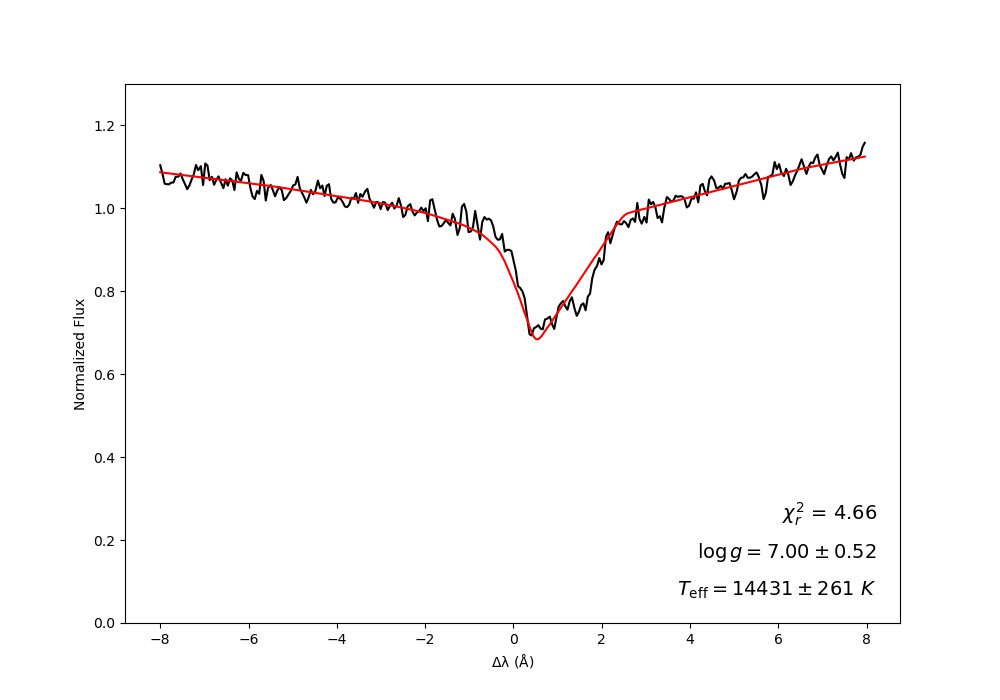 1.2
1.0
0.8
0.6
0.4
0.2
0.0
Normalized Flux
χ²ᵣ = 4.66
log g = 7.00 ± 0.52
T_eff = 14431 ± 261 K
−8 −6 −4 −2 0 2 4 6 8
Δλ (Å)